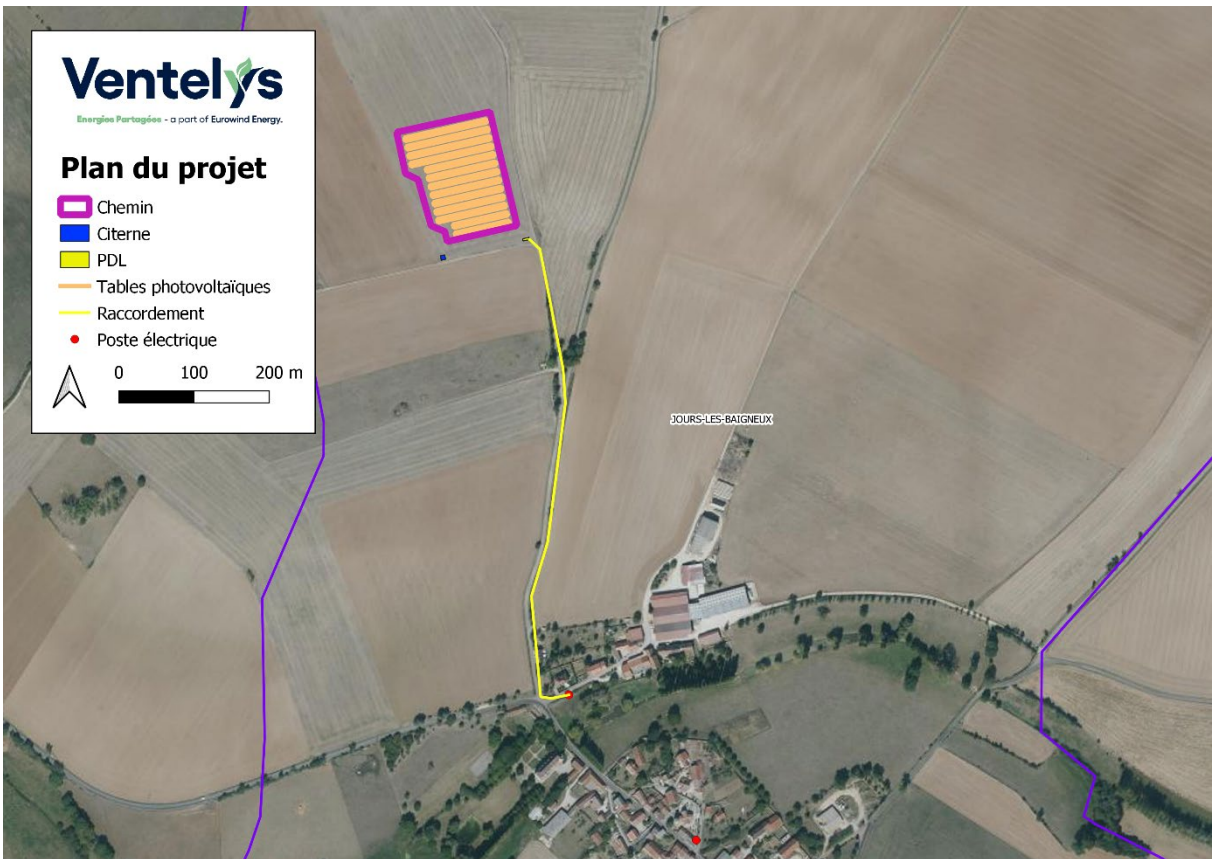 Ventelys
Energies Partagées - a part of Eurowind Energy.
Plan du projet
Chemin
Citerne
PDL
Tables photovoltaïques
Raccordement
Poste électrique
0 100 200 m
JOURS-LES-BAIGNEUX